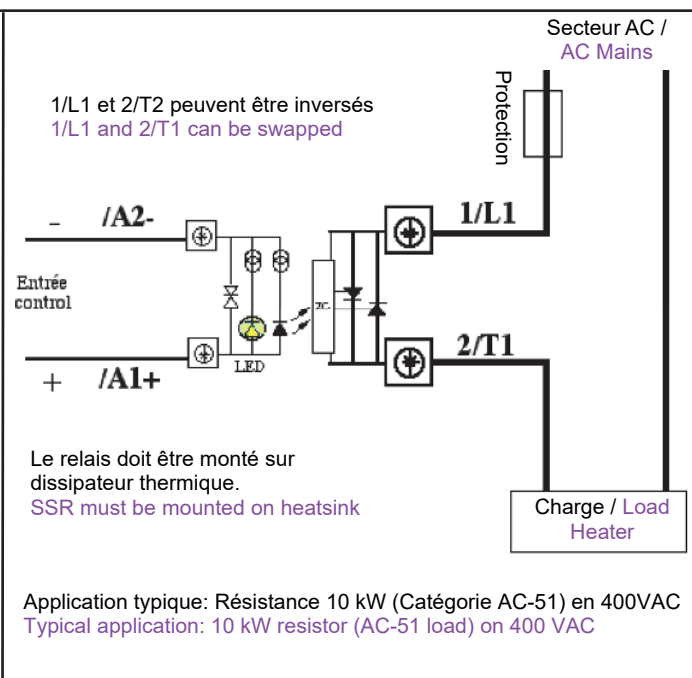 Secteur AC /
AC Mains
Protection
1/L1 et 2/T2 peuvent être inversés
1/L1 and 2/T1 can be swapped
- /A2-
1/L1
Entrée
control
LED
2/T1
+ /A1+
Le relais doit être monté sur
dissipateur thermique.
SSR must be mounted on heatsink
Charge / Load
Heater
Application typique: Résistance 10 kW (Catégorie AC-51) en 400VAC
Typical application: 10 kW resistor (AC-51 load) on 400 VAC